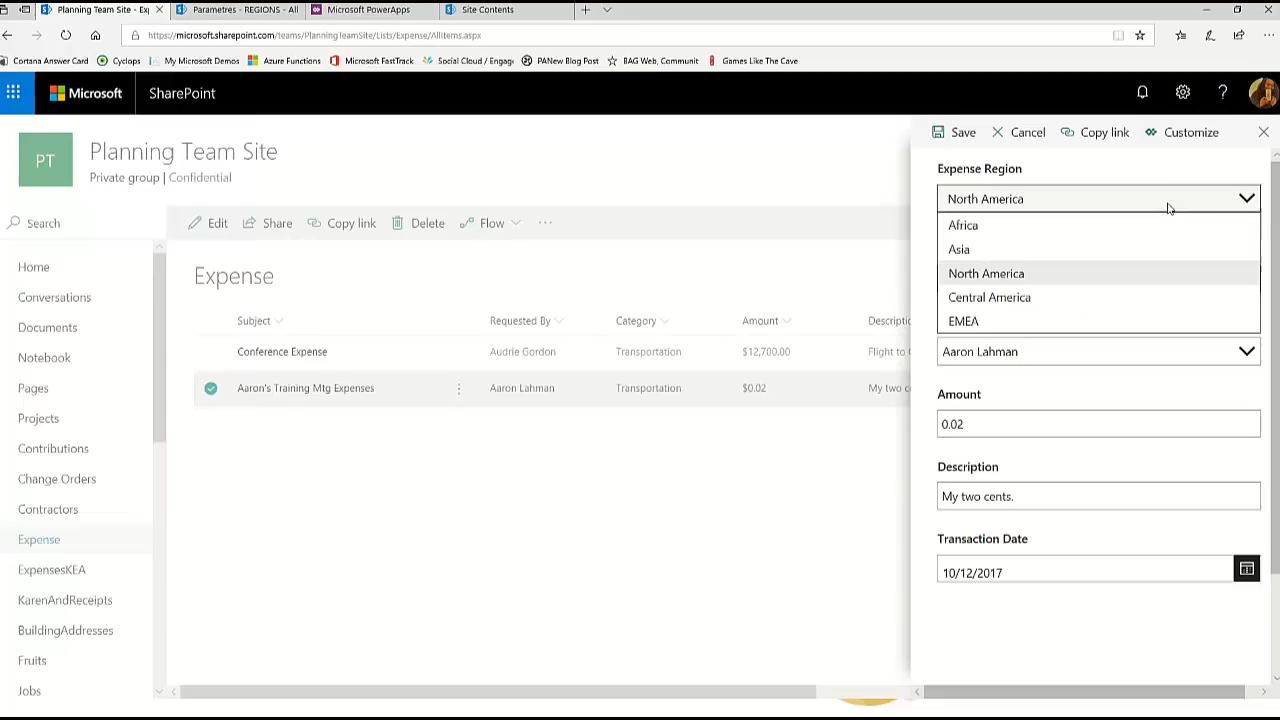 Planning Team Site - Exp
Parametres - REGIONS - All
Microsoft PowerApps
Site Contents
https://microsoft.sharepoint.com/teams/PlanningTeamSite/Lists/Expense/AllItems.aspx
Cortana Answer Card
Cyclops
My Microsoft Demos
Azure Functions
Microsoft FastTrack
Social Cloud / Engag
PANew Blog Post
BAG Web, Communit
Games Like The Cave
Microsoft
SharePoint
PT
Planning Team Site
Private group | Confidential
Search
Edit
Share
Copy link
Delete
Flow
Home
Conversations
Documents
Notebook
Pages
Projects
Contributions
Change Orders
Contractors
Expense
ExpensesKEA
KarenAndReceipts
BuildingAddresses
Fruits
Jobs
Expense
Subject Requested By Category Amount Descriptio
Conference Expense Audrie Gordon Transportation $12,700.00 Flight to
Aaron's Training Mtg Expenses Aaron Lahman Transportation $0.02 My two c
Save
Cancel
Copy link
Customize
Expense Region
North America
Africa
Asia
North America
Central America
EMEA
Aaron Lahman
Amount
0.02
Description
My two cents.
Transaction Date
10/12/2017